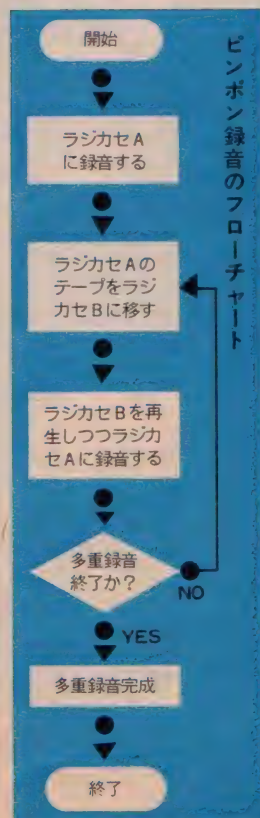 ピンポン録音のフローチャート
開始
ラジカセA
に録音する
ラジカセAの
テープをラジ
カセBに移す
ラジカセBを再
生しつつラジカ
セAに録音する
多重録音
終了か?
NO
YES
多重録音完成
終了